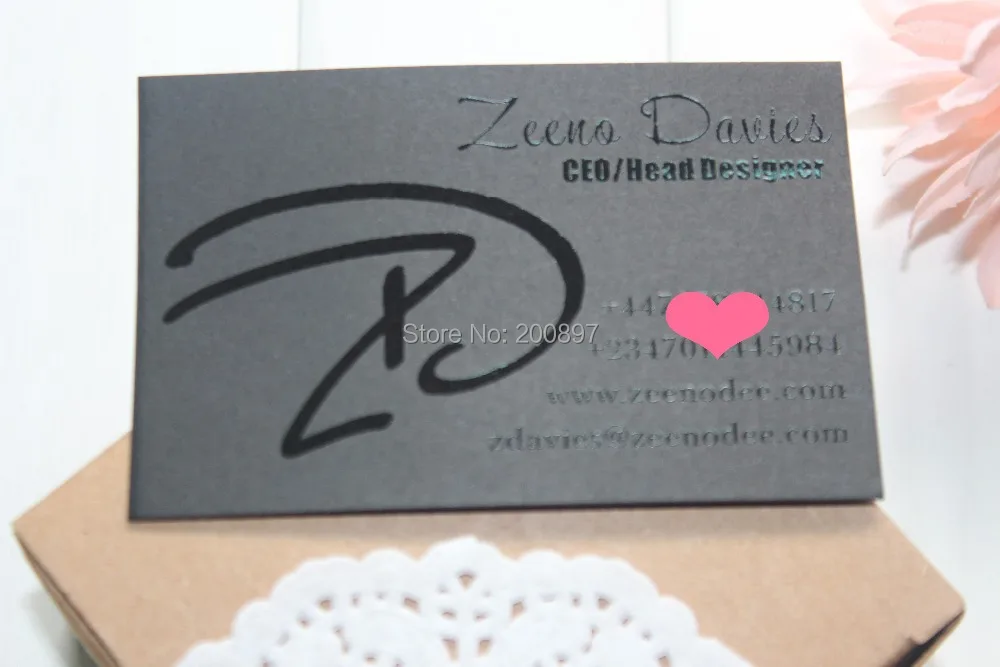 Zeeno Davies
CEO/Head Designer
www.zeenodee.com
zdavies@zeenodee.com
Store No: 200897